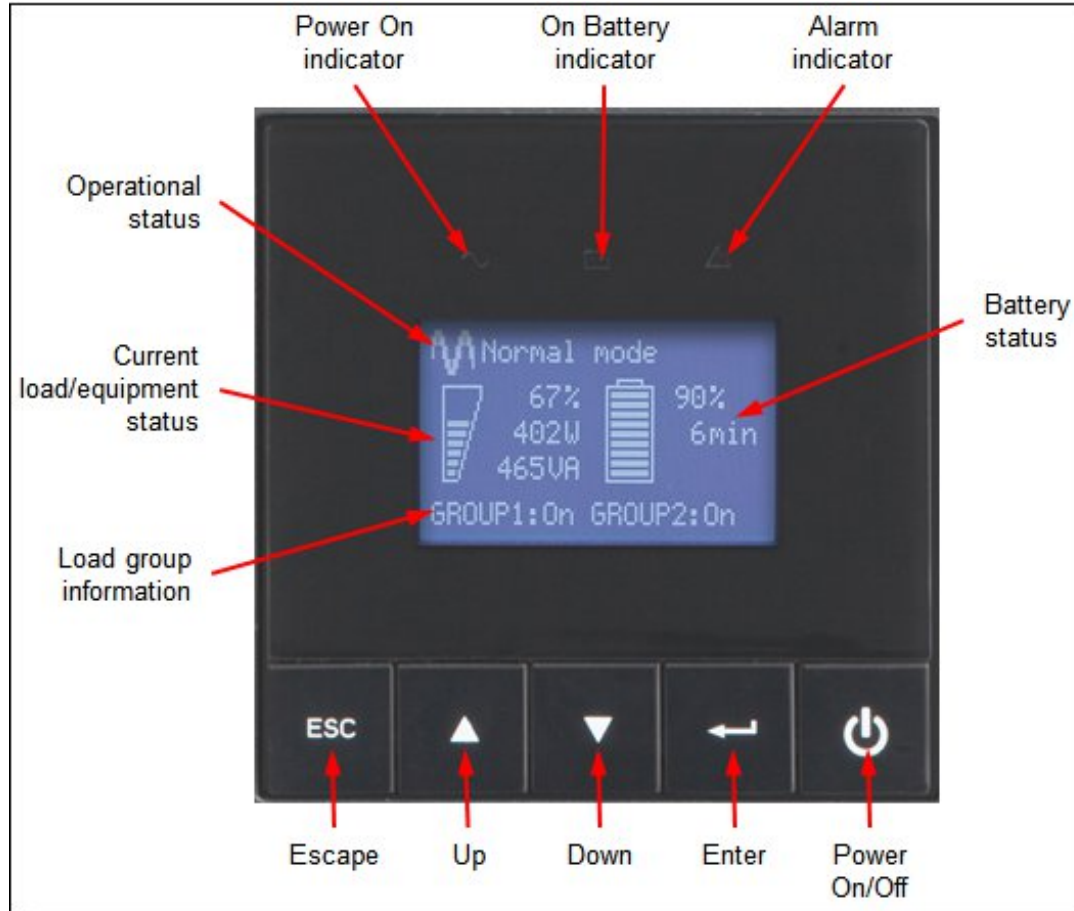 Power On
indicator
On Battery
indicator
Alarm
indicator
Operational
status
Battery
status
Current
load/equipment
status
Load group
information
Normal mode
67%
402W
465VA
90%
6min
GROUP1:On GROUP2:On
ESC
Escape
Up
Down
Enter
Power
On/Off